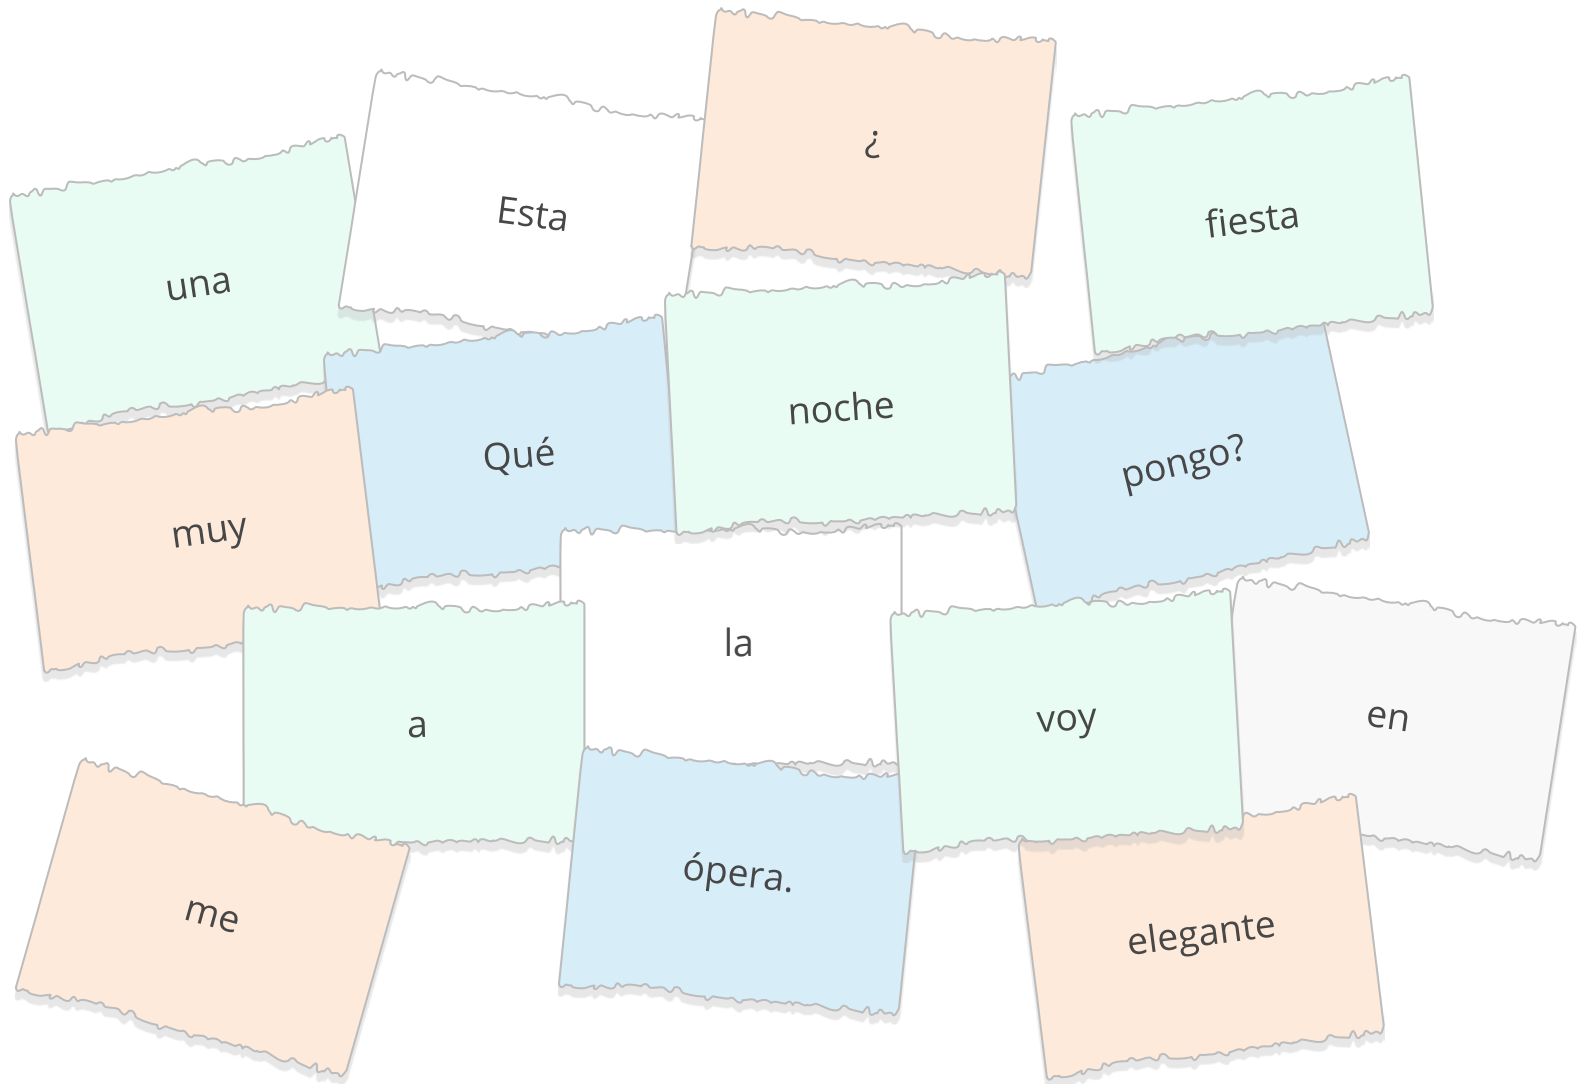 ¿
Esta
fiesta
una
noche
Qué
pongo?
muy
la
voy
en
a
ópera.
me
elegante